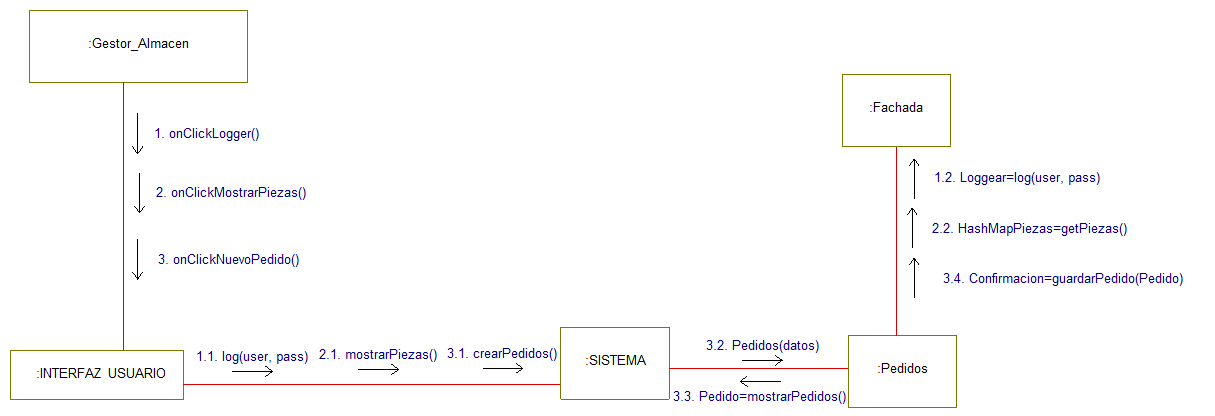 :Gestor_Almacen
:Fachada
1. onClickLogger()
1.2. Loggear=log(user, pass)
2. onClickMostrarPiezas()
2.2. HashMapPiezas=getPiezas()
3. onClickNuevoPedido()
3.4. Confirmacion=guardarPedido(Pedido)
1.1. log(user, pass)
2.1. mostrarPiezas()
3.1. crearPedidos()
3.2. Pedidos(datos)
:INTERFAZ USUARIO
:SISTEMA
:Pedidos
3.3. Pedido=mostrarPedidos()